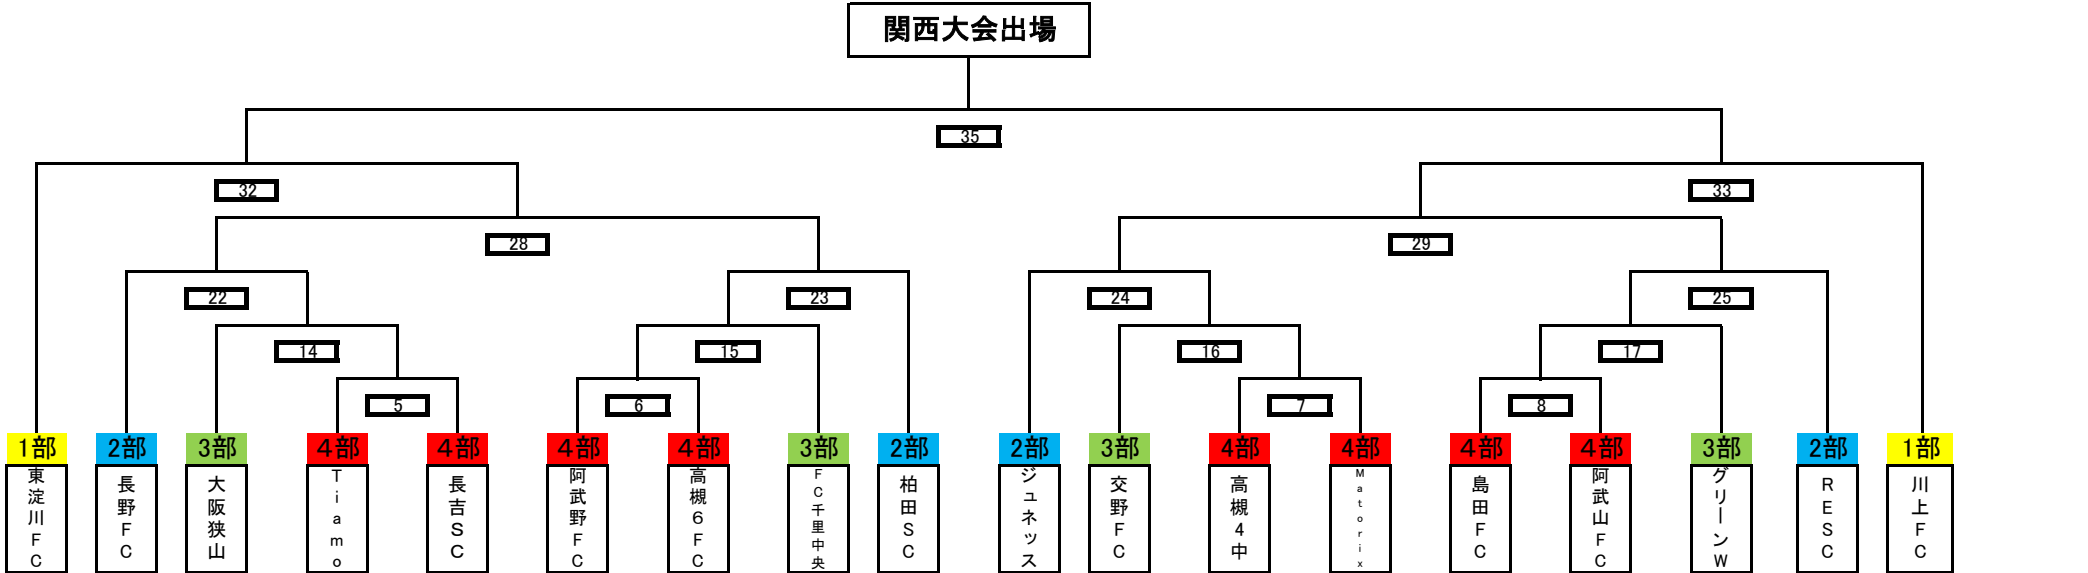 関西大会出場
35
32
33
28
29
22
23
24
25
14
15
16
17
5
6
7
8
1部
2部
3部
４部
４部
４部
４部
3部
2部
2部
3部
4部
4部
４部
４部
3部
2部
1部
東淀川FC
長野FC
大阪狭山
Tiamo
長吉SC
阿武野FC
高槻６FC
FC千里中央
柏田SC
ジュネッス
交野FC
高槻4中
Matorix
島田FC
阿武山FC
グリーンW
RESC
川上FC